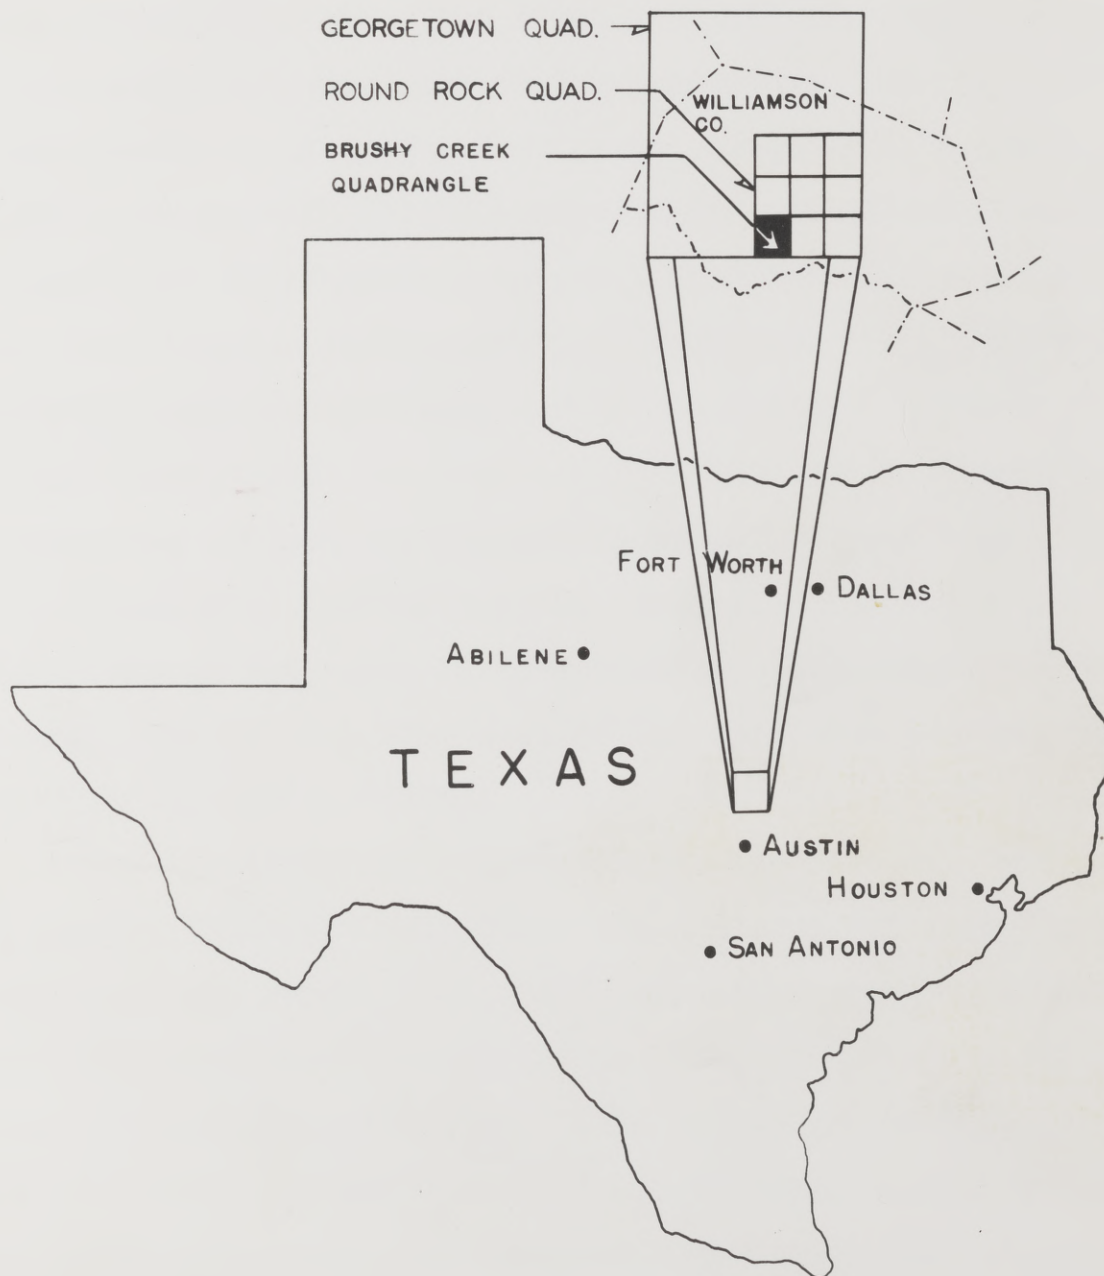 GEORGETOWN QUAD.
ROUND ROCK QUAD.
WILLIAMSON
CO.
BRUSHY CREEK
QUADRANGLE
FORT WORTH
DALLAS
ABILENE
TEXAS
AUSTIN
HOUSTON
SAN ANTONIO